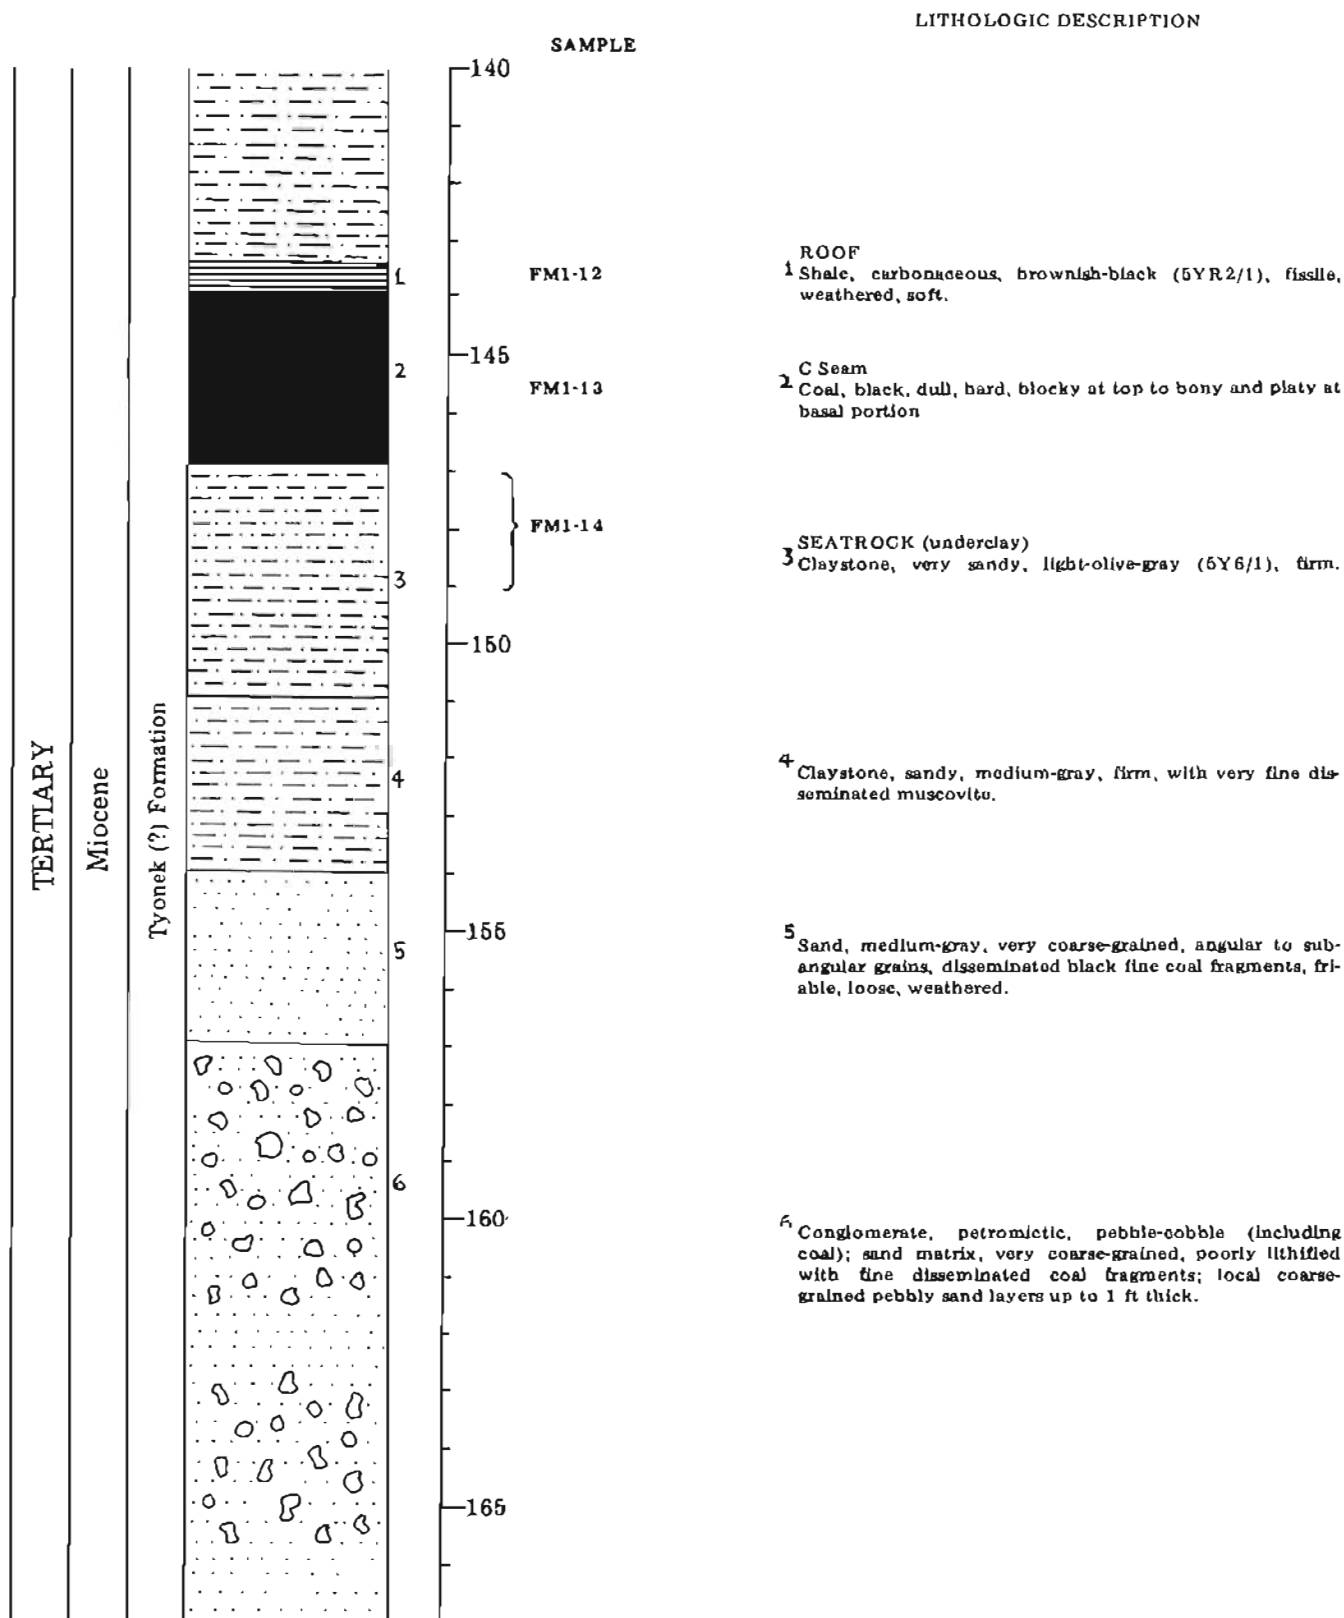 LITHOLOGIC DESCRIPTION
SAMPLE
140
ROOF
1 FM1-12 1 Shale, carbonaceous, brownish-black (5YR2/1), fissile,
weathered, soft.
145
C Seam
2 FM1-13 2 Coal, black, dull, hard, blocky at top to bony and platy at
basal portion
FM1-14
SEATROCK (underclay)
3 3 Claystone, very sandy, light-olive-gray (5Y6/1), firm.
150
4 4 Claystone, sandy, medium-gray, firm, with very fine dis-
seminated muscovite.
TERTIARY
Miocene
Tyonek (?) Formation
155
5 5 Sand, medium-gray, very coarse-grained, angular to sub-
angular grains, disseminated black fine coal fragments, fri-
able, loose, weathered.
6
160
6 Conglomerate, petromictic, pebble-cobble (including
coal); sand matrix, very coarse-grained, poorly lithified
with fine disseminated coal fragments; local coarse-
grained pebbly sand layers up to 1 ft thick.
165